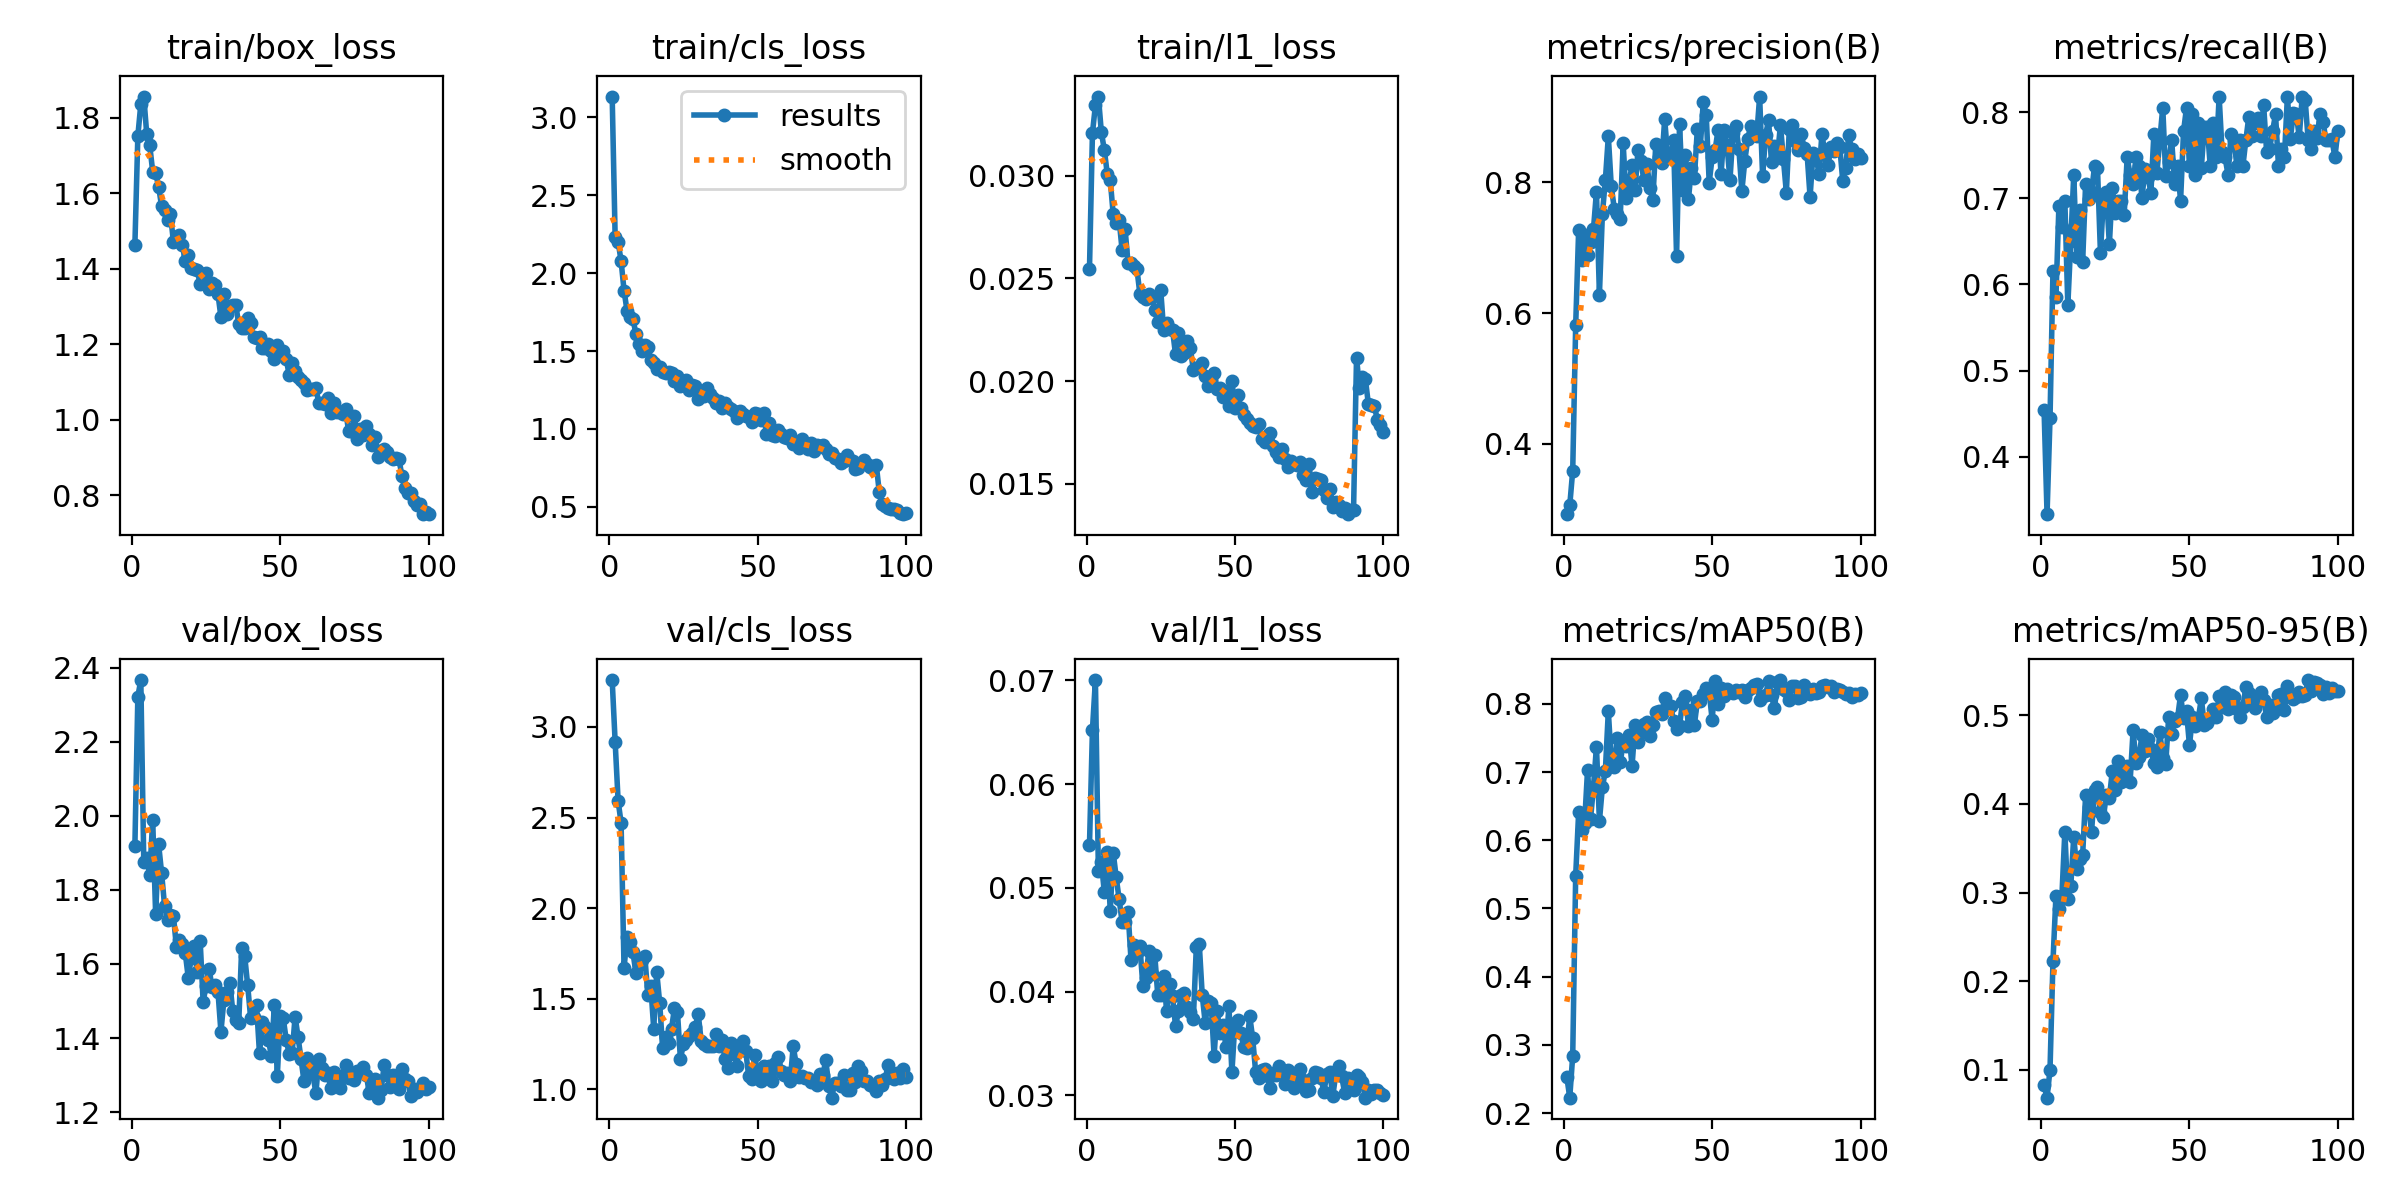 train/box_loss
1.8
1.6
1.4
1.2
1.0
0.8
0 50 100
train/cls_loss
results
smooth
3.0
2.5
2.0
1.5
1.0
0.5
0 50 100
train/l1_loss
0.030
0.025
0.020
0.015
0 50 100
metrics/precision(B)
0.8
0.6
0.4
0 50 100
metrics/recall(B)
0.8
0.7
0.6
0.5
0.4
0 50 100
val/box_loss
2.4
2.2
2.0
1.8
1.6
1.4
1.2
0 50 100
val/cls_loss
3.0
2.5
2.0
1.5
1.0
0 50 100
val/l1_loss
0.07
0.06
0.05
0.04
0.03
0 50 100
metrics/mAP50(B)
0.8
0.7
0.6
0.5
0.4
0.3
0.2
0 50 100
metrics/mAP50-95(B)
0.5
0.4
0.3
0.2
0.1
0 50 100